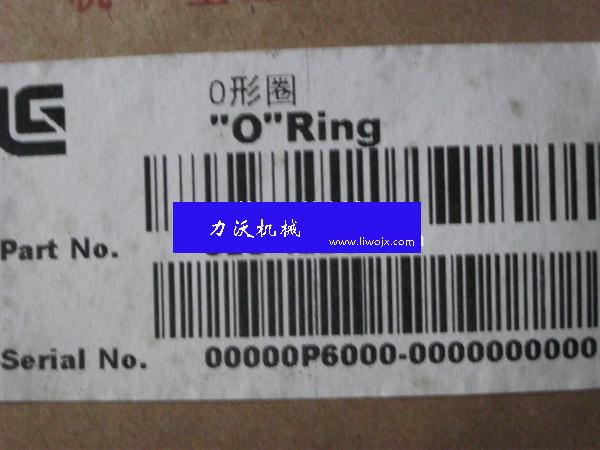 O形圈
"O"Ring
力沃机械
www.liwojx.com
Part No.
Serial No. 00000P6000-0000000000